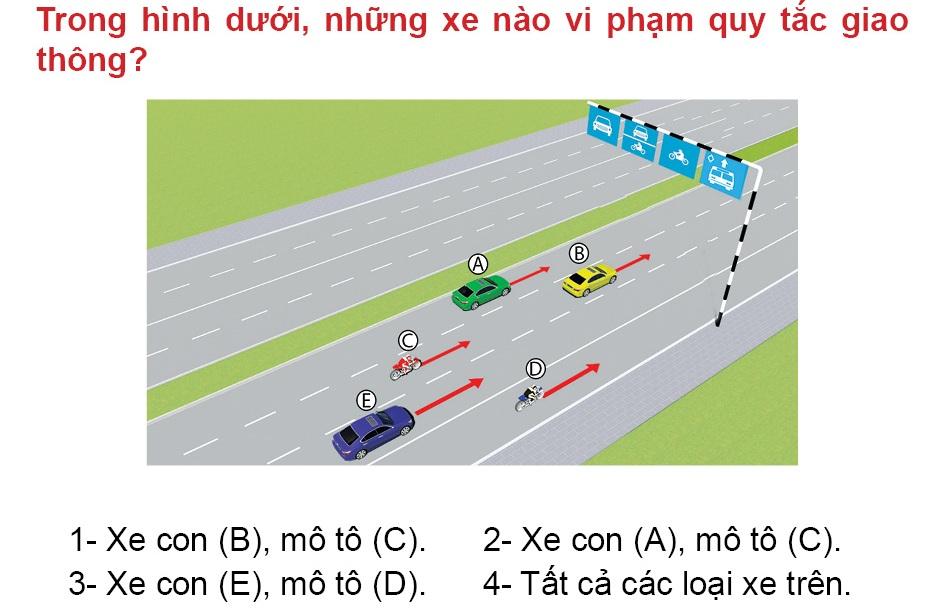 Trong hình dưới, những xe nào vi phạm quy tắc giao
thông?
A
B
C
D
E
1- Xe con (B), mô tô (C). 2- Xe con (A), mô tô (C).
3- Xe con (E), mô tô (D). 4- Tất cả các loại xe trên.